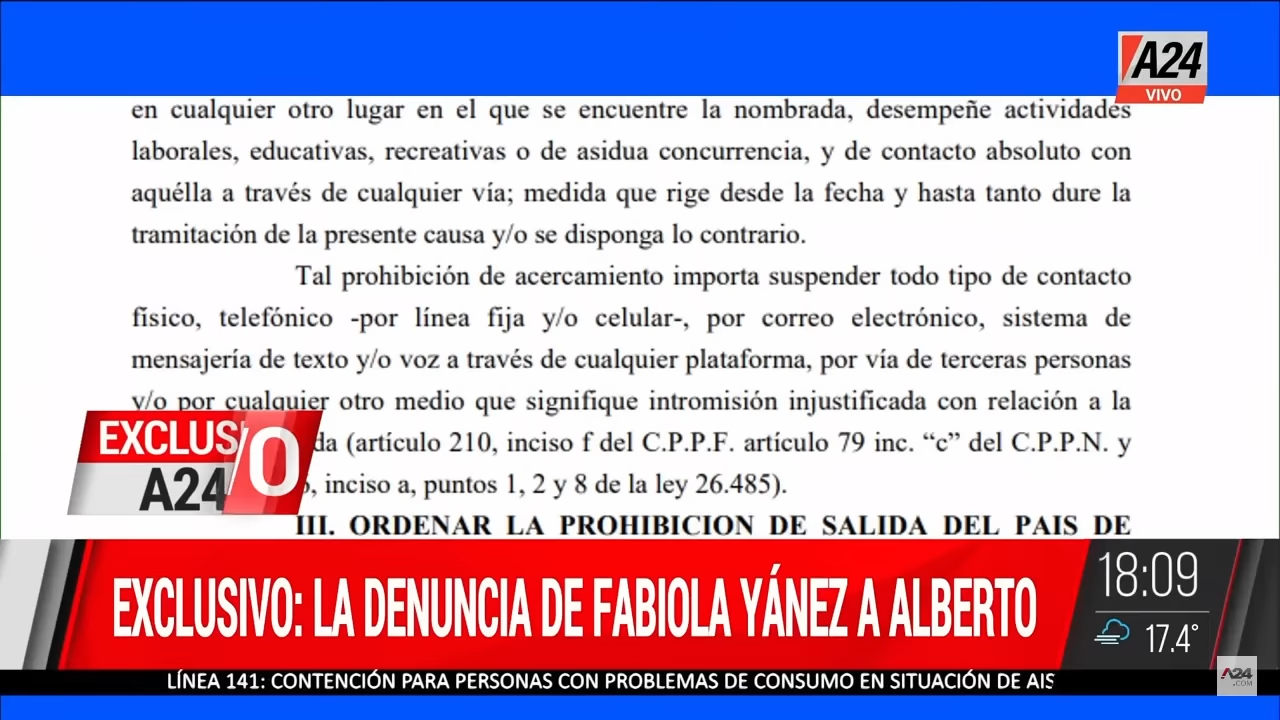 A24
VIVO
en cualquier otro lugar en el que se encuentre la nombrada, desempeñe actividades
laborales, educativas, recreativas o de asidua concurrencia, y de contacto absoluto con
aquélla a través de cualquier vía; medida que rige desde la fecha y hasta tanto dure la
tramitación de la presente causa y/o se disponga lo contrario.
Tal prohibición de acercamiento importa suspender todo tipo de contacto
físico, telefónico -por línea fija y/o celular-, por correo electrónico, sistema de
mensajería de texto y/o voz a través de cualquier plataforma, por vía de terceras personas
y/o por cualquier otro medio que signifique intromisión injustificada con relación a la
da (artículo 210, inciso f del C.P.P.F. artículo 79 inc. “c” del C.P.P.N. y
, inciso a, puntos 1, 2 y 8 de la ley 26.485).
III. ORDENAR LA PROHIBICION DE SALIDA DEL PAIS DE
EXCLUSI/O
A24
EXCLUSIVO: LA DENUNCIA DE FABIOLA YÁNEZ A ALBERTO
18:09
17.4°
LÍNEA 141: CONTENCIÓN PARA PERSONAS CON PROBLEMAS DE CONSUMO EN SITUACIÓN DE AIS
A24
.COM